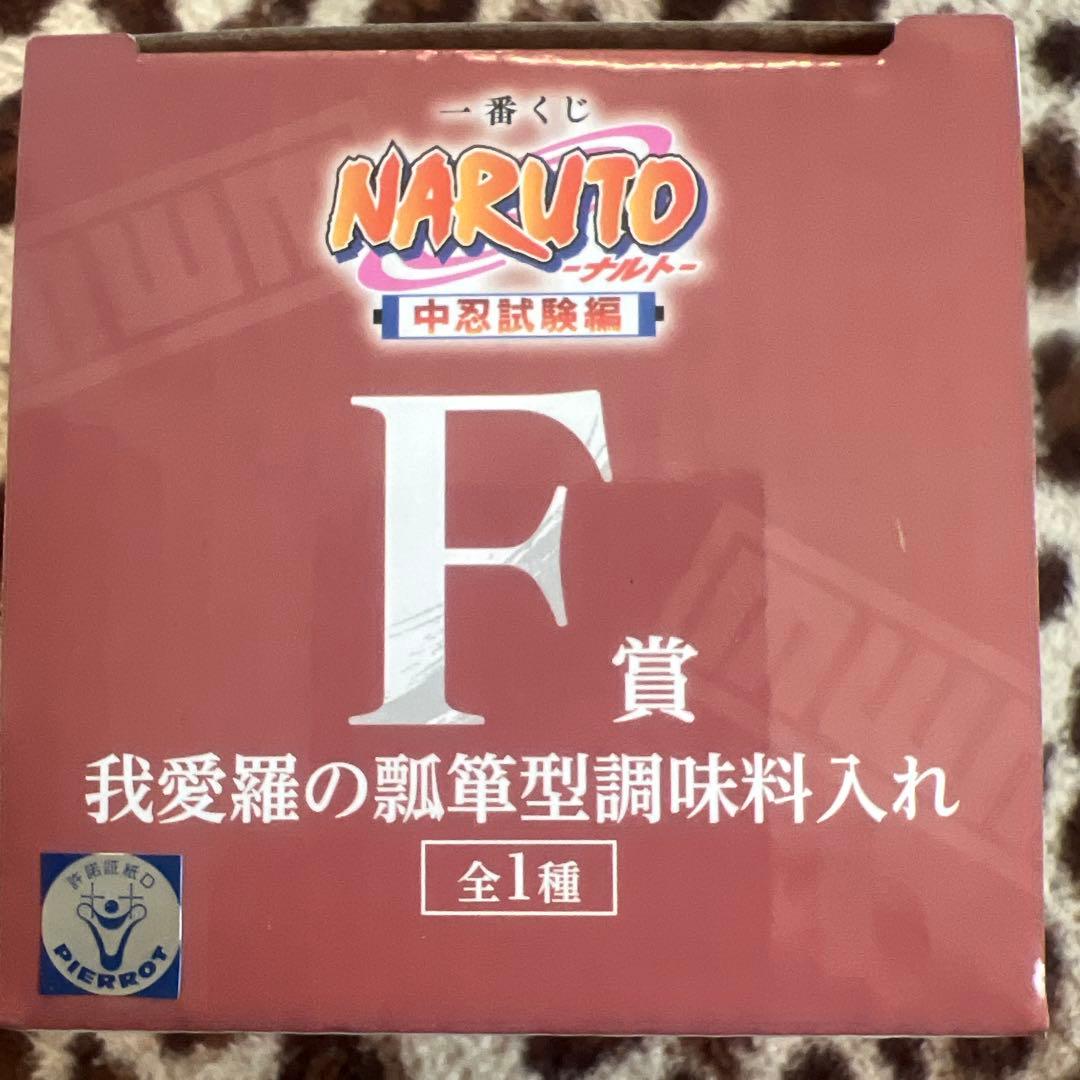 一番くじ
NARUTO
-ナルト-
中忍試験編
F賞
我愛羅の瓢箪型調味料入れ
全1種
許諾証紙D
PIERROT